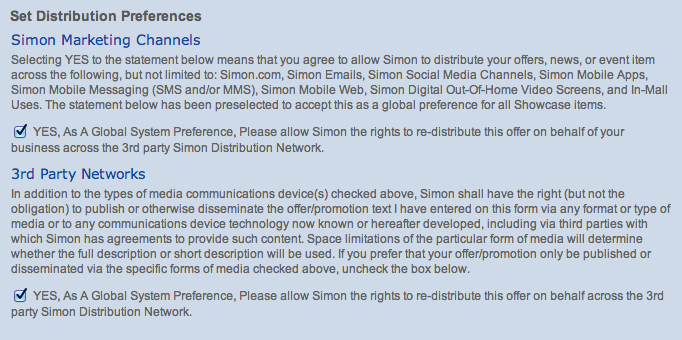 Set Distribution Preferences
Simon Marketing Channels
Selecting YES to the statement below means that you agree to allow Simon to distribute your offers, news, or event item
across the following, but not limited to: Simon.com, Simon Emails, Simon Social Media Channels, Simon Mobile Apps,
Simon Mobile Messaging (SMS and/or MMS), Simon Mobile Web, Simon Digital Out-Of-Home Video Screens, and In-Mall
Uses. The statement below has been preselected to accept this as a global preference for all Showcase items.
YES, As A Global System Preference, Please allow Simon the rights to re-distribute this offer on behalf of your
business across the 3rd party Simon Distribution Network.
3rd Party Networks
In addition to the types of media communications device(s) checked above, Simon shall have the right (but not the
obligation) to publish or otherwise disseminate the offer/promotion text I have entered on this form via any format or type of
media or to any communications device technology now known or hereafter developed, including via third parties with
which Simon has agreements to provide such content. Space limitations of the particular form of media will determine
whether the full description or short description will be used. If you prefer that your offer/promotion only be published or
disseminated via the specific forms of media checked above, uncheck the box below.
YES, As A Global System Preference, Please allow Simon the rights to re-distribute this offer on behalf across the 3rd
party Simon Distribution Network.